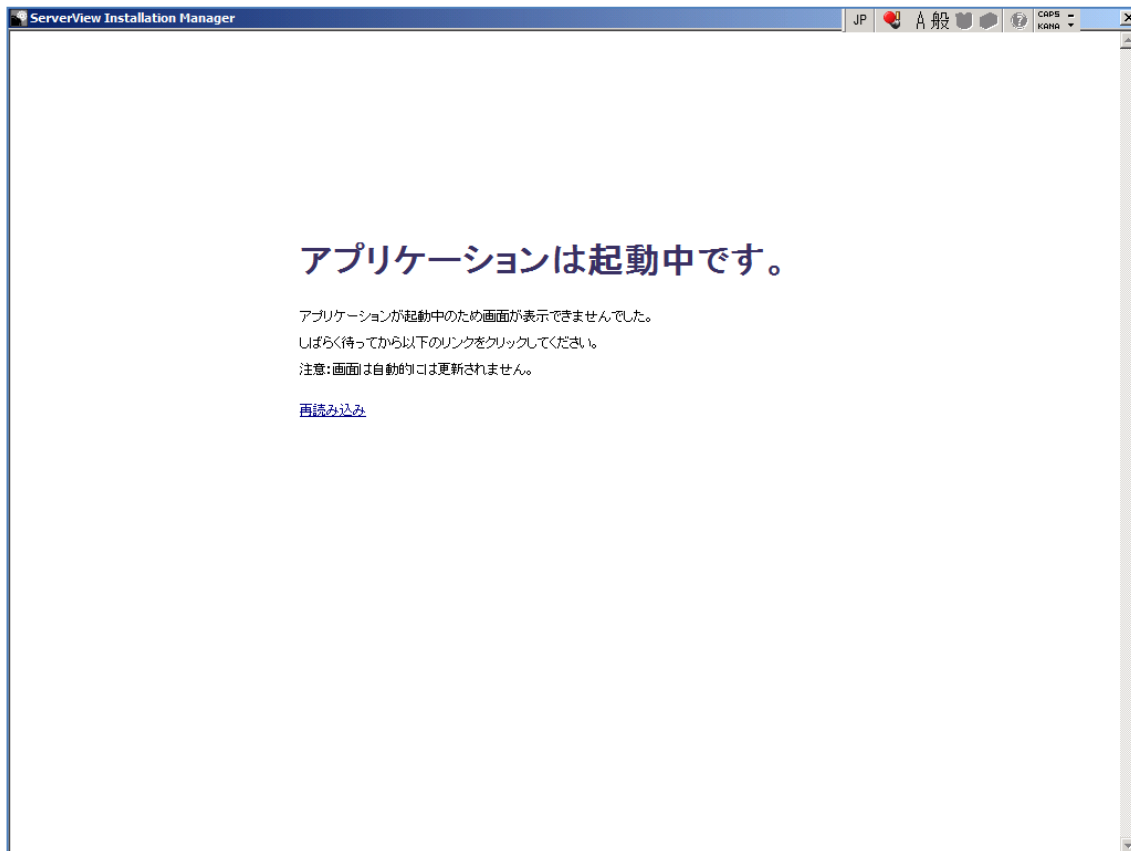 ServerView Installation Manager
JP A 般 CAPS KANA
アプリケーションは起動中です。
アプリケーションが起動中のため画面が表示できませんでした。
しばらく待ってから以下のリンクをクリックしてください。
注意:画面は自動的には更新されません。
再読み込み